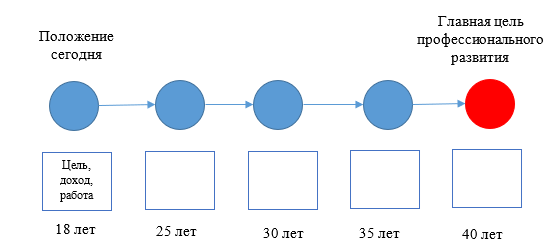 Положение
сегодня
Главная цель
профессионального
развития
Цель,
доход,
работа
18 лет
25 лет
30 лет
35 лет
40 лет